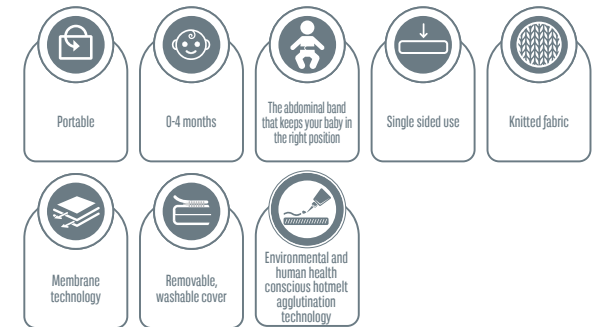 Portable
0-4 months
The abdominal band
that keeps your baby in
the right position
Single sided use
Knitted fabric
Membrane
technology
Removable,
washable cover
Environmental and
human health
conscious hotmelt
agglutination
technology